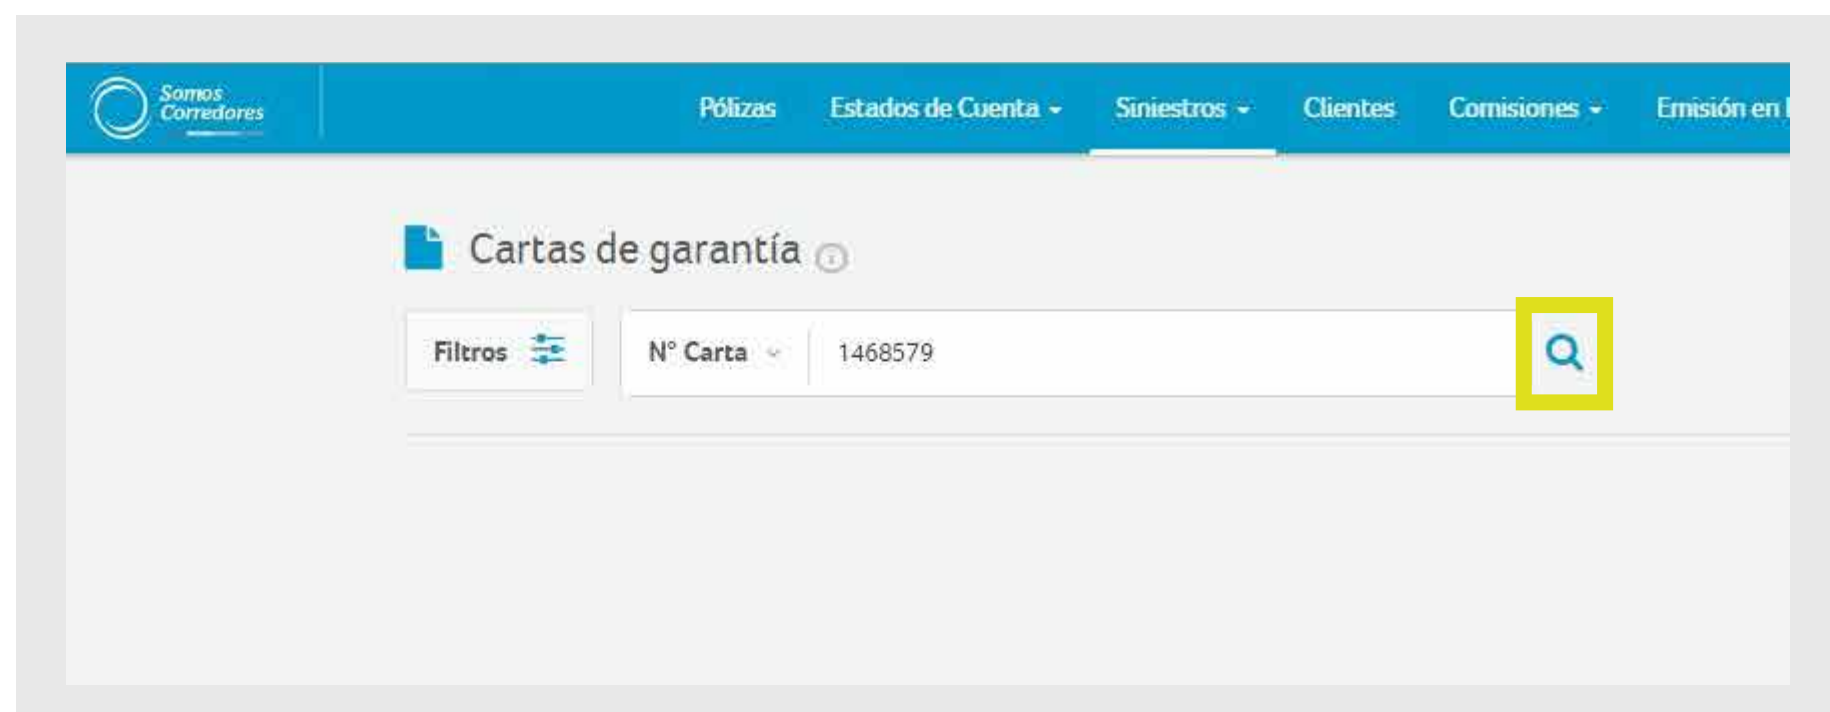 Somos
Corredores
Pólizas Estados de Cuenta Siniestros Clientes Comisiones Emisión en
Cartas de garantía
Filtros N° Carta 1468579